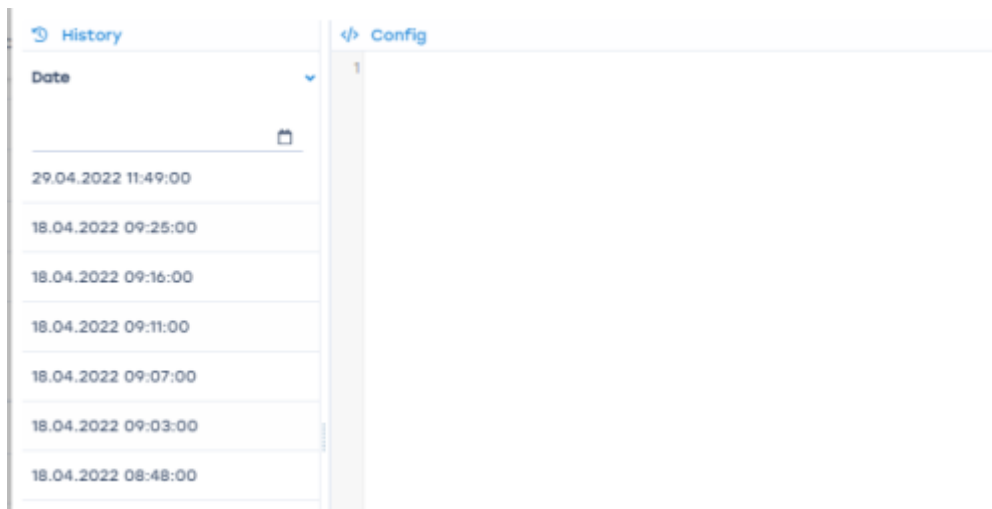 History
</> Config
Date
1
29.04.2022 11:49:00
18.04.2022 09:25:00
18.04.2022 09:16:00
18.04.2022 09:11:00
18.04.2022 09:07:00
18.04.2022 09:03:00
18.04.2022 08:48:00